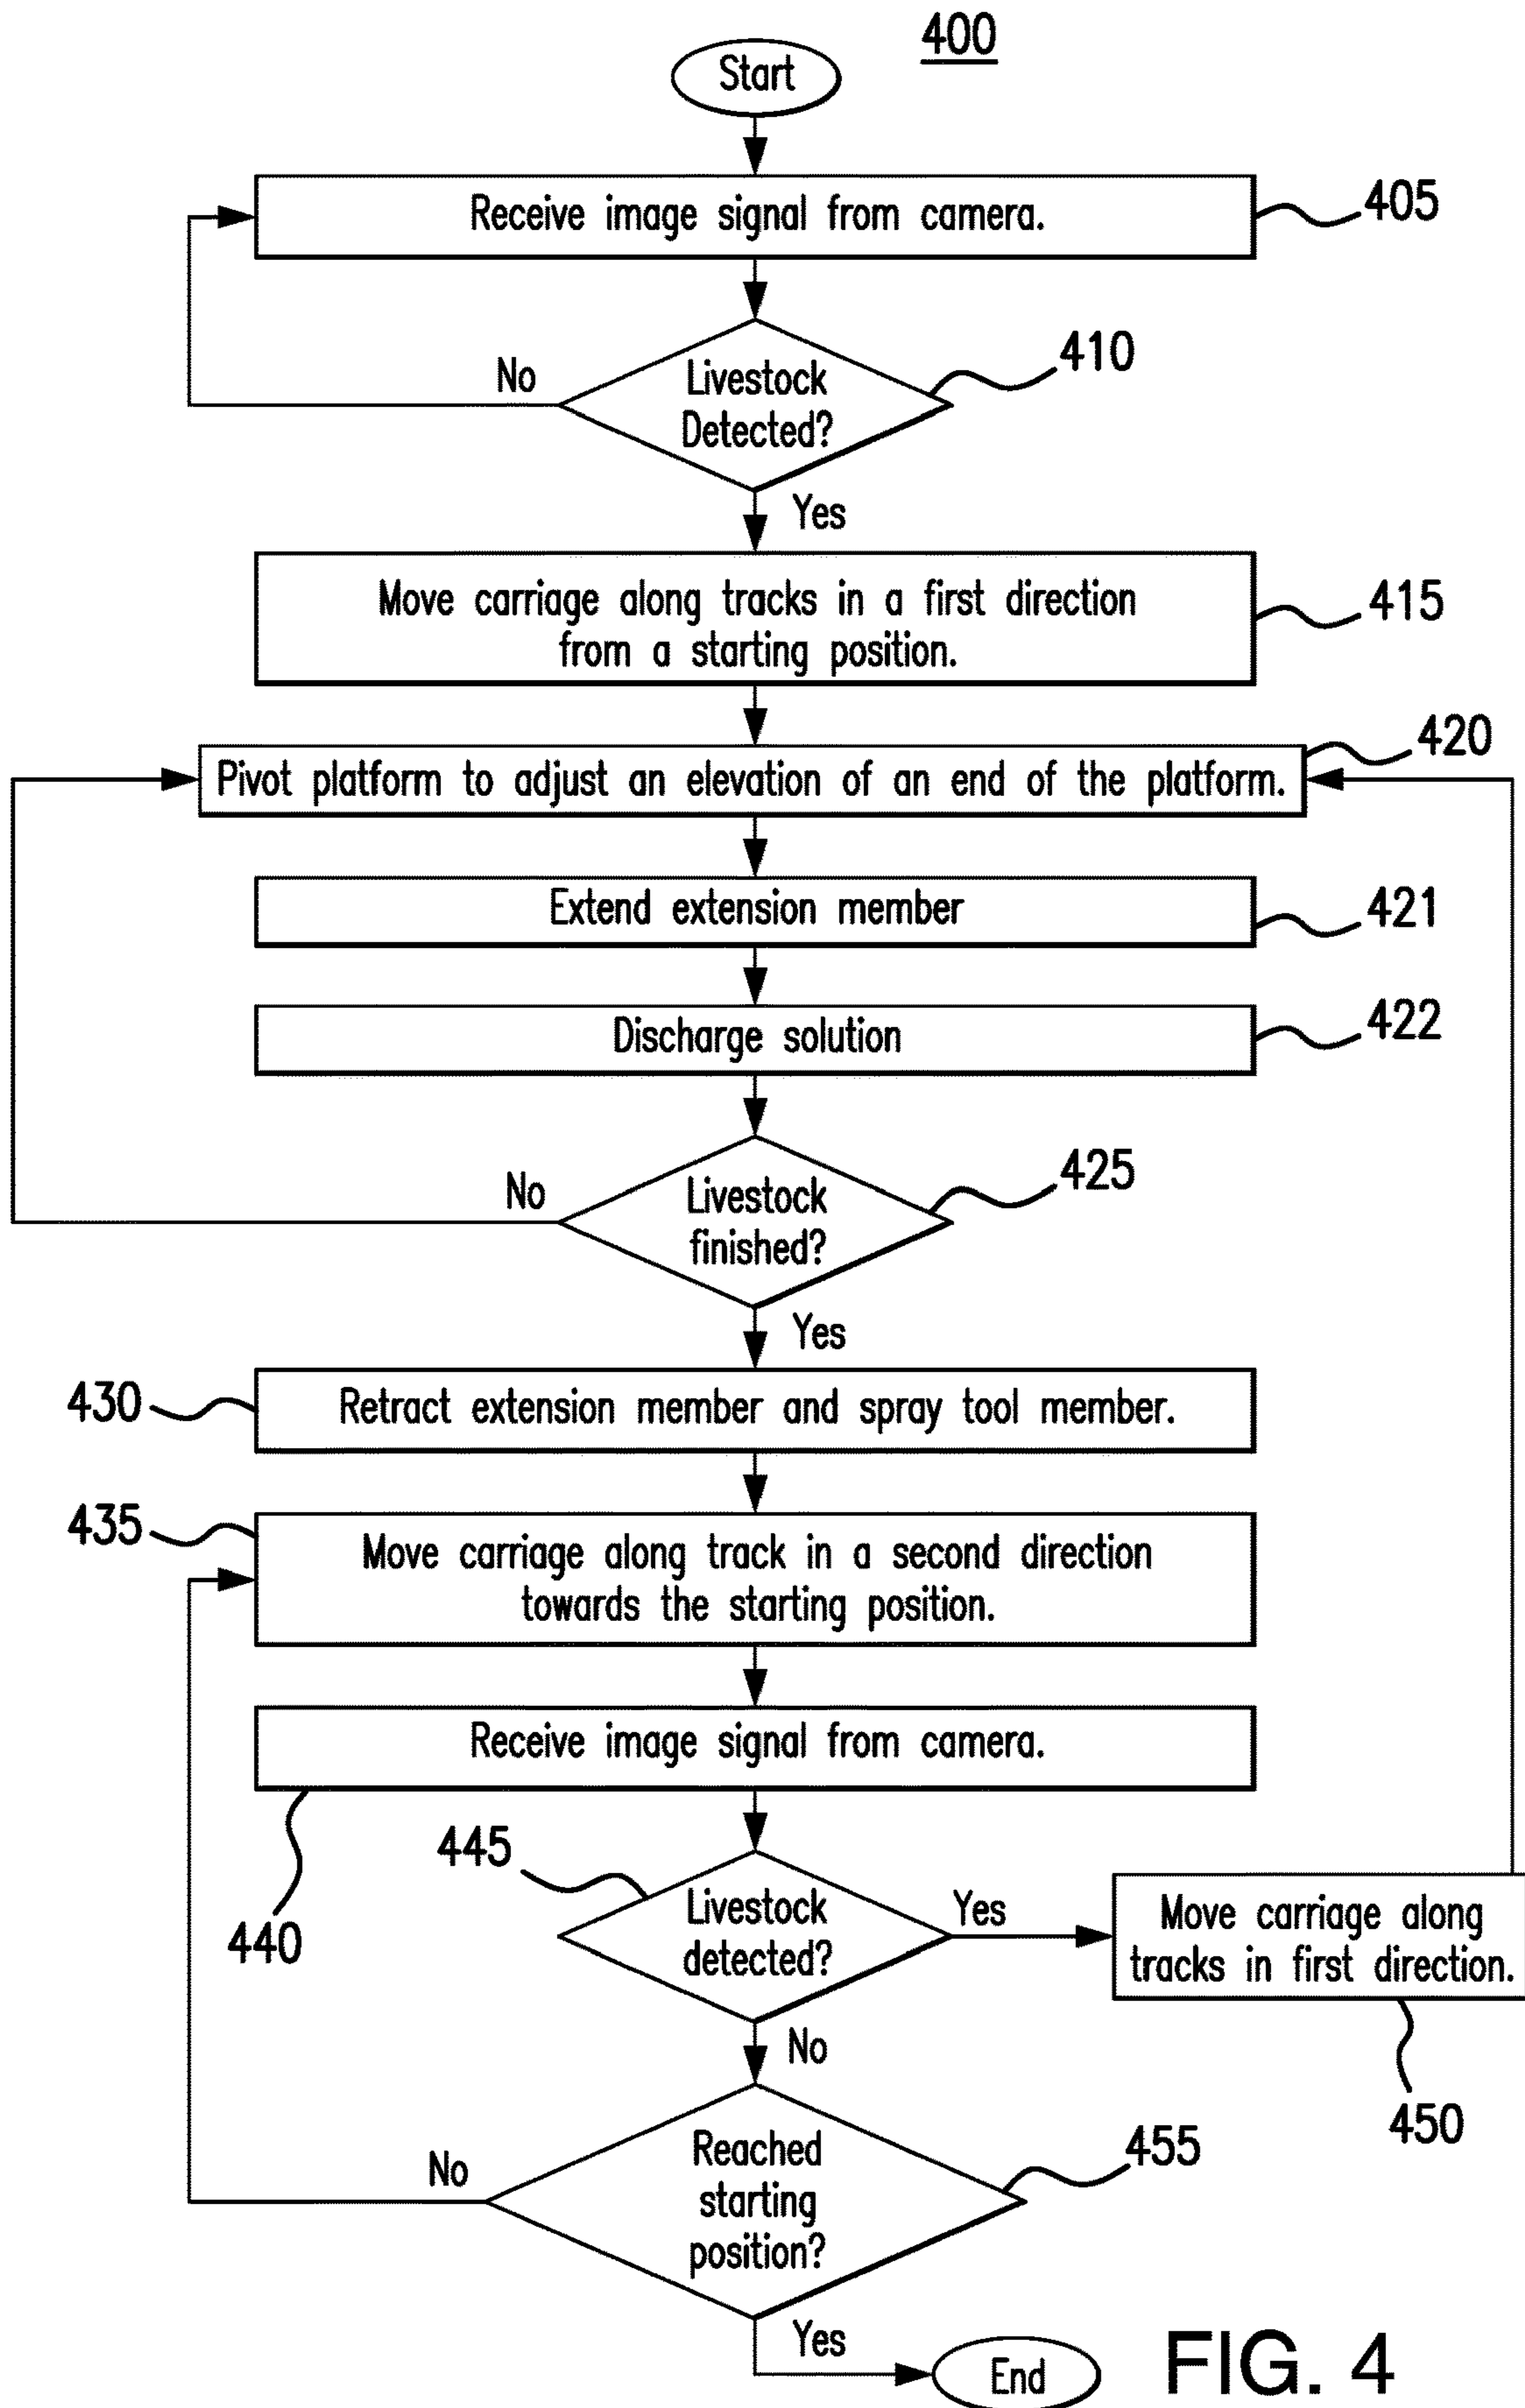 400
Start
Receive image signal from camera.
405
Livestock
Detected?
410
No
Yes
Move carriage along tracks in a first direction
from a starting position.
415
Pivot platform to adjust an elevation of an end of the platform.
420
Extend extension member
421
Discharge solution
422
Livestock
finished?
425
No
Yes
430
Retract extension member and spray tool member.
435
Move carriage along track in a second direction
towards the starting position.
Receive image signal from camera.
440
445
Livestock
detected?
Yes
Move carriage along
tracks in first direction.
450
No
Reached
starting
position?
455
No
Yes
End
FIG. 4